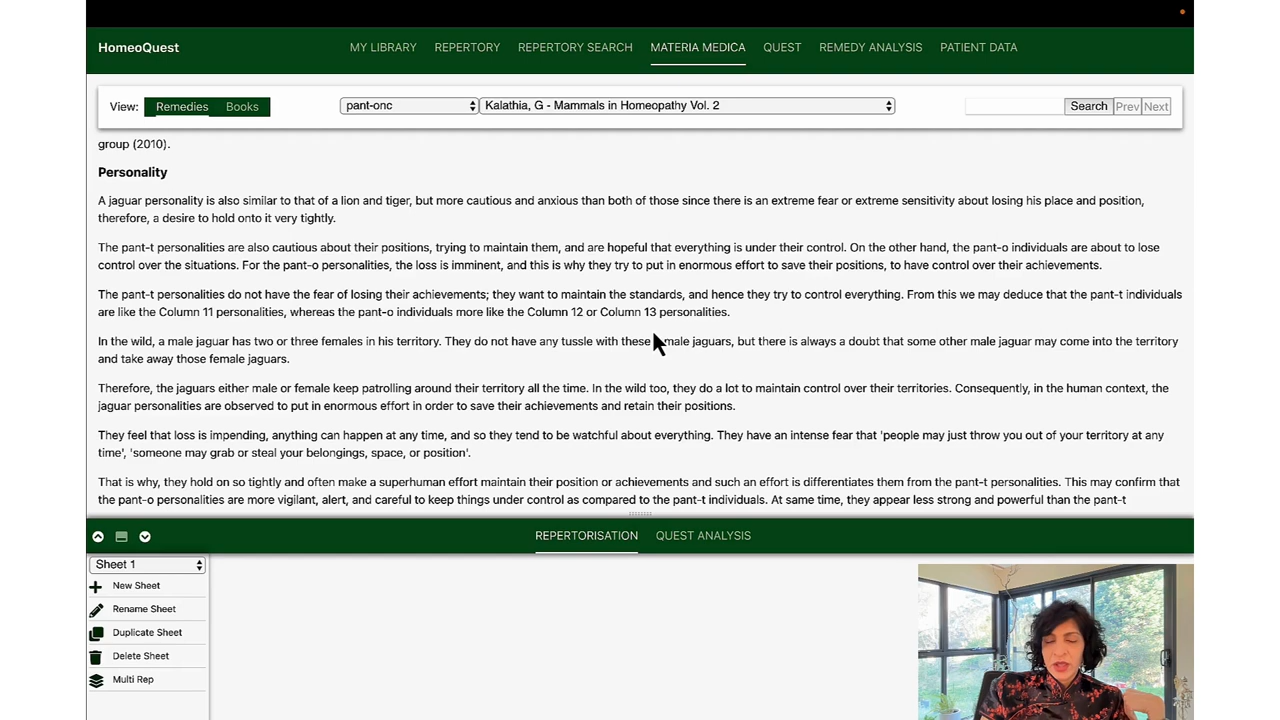 HomeoQuest
MY LIBRARY
REPERTORY
REPERTORY SEARCH
MATERIA MEDICA
QUEST
REMEDY ANALYSIS
PATIENT DATA
View:
Remedies
Books
pant-onc
Kalathia, G - Mammals in Homeopathy Vol. 2
Search
Prev
Next
group (2010).
Personality
A jaguar personality is also similar to that of a lion and tiger, but more cautious and anxious than both of those since there is an extreme fear or extreme sensitivity about losing his place and position,
therefore, a desire to hold onto it very tightly.
The pant-t personalities are also cautious about their positions, trying to maintain them, and are hopeful that everything is under their control. On the other hand, the pant-o individuals are about to lose
control over the situations. For the pant-o personalities, the loss is imminent, and this is why they try to put in enormous effort to save their positions, to have control over their achievements.
The pant-t personalities do not have the fear of losing their achievements; they want to maintain the standards, and hence they try to control everything. From this we may deduce that the pant-t individuals
are like the Column 11 personalities, whereas the pant-o individuals more like the Column 12 or Column 13 personalities.
In the wild, a male jaguar has two or three females in his territory. They do not have any tussle with these male jaguars, but there is always a doubt that some other male jaguar may come into the territory
and take away those female jaguars.
Therefore, the jaguars either male or female keep patrolling around their territory all the time. In the wild too, they do a lot to maintain control over their territories. Consequently, in the human context, the
jaguar personalities are observed to put in enormous effort in order to save their achievements and retain their positions.
They feel that loss is impending, anything can happen at any time, and so they tend to be watchful about everything. They have an intense fear that 'people may just throw you out of your territory at any
time', 'someone may grab or steal your belongings, space, or position'.
That is why, they hold on so tightly and often make a superhuman effort maintain their position or achievements and such an effort is differentiates them from the pant-t personalities. This may confirm that
the pant-o personalities are more vigilant, alert, and careful to keep things under control as compared to the pant-t individuals. At same time, they appear less strong and powerful than the pant-t
REPERTORISATION
QUEST ANALYSIS
Sheet 1
New Sheet
Rename Sheet
Duplicate Sheet
Delete Sheet
Multi Rep